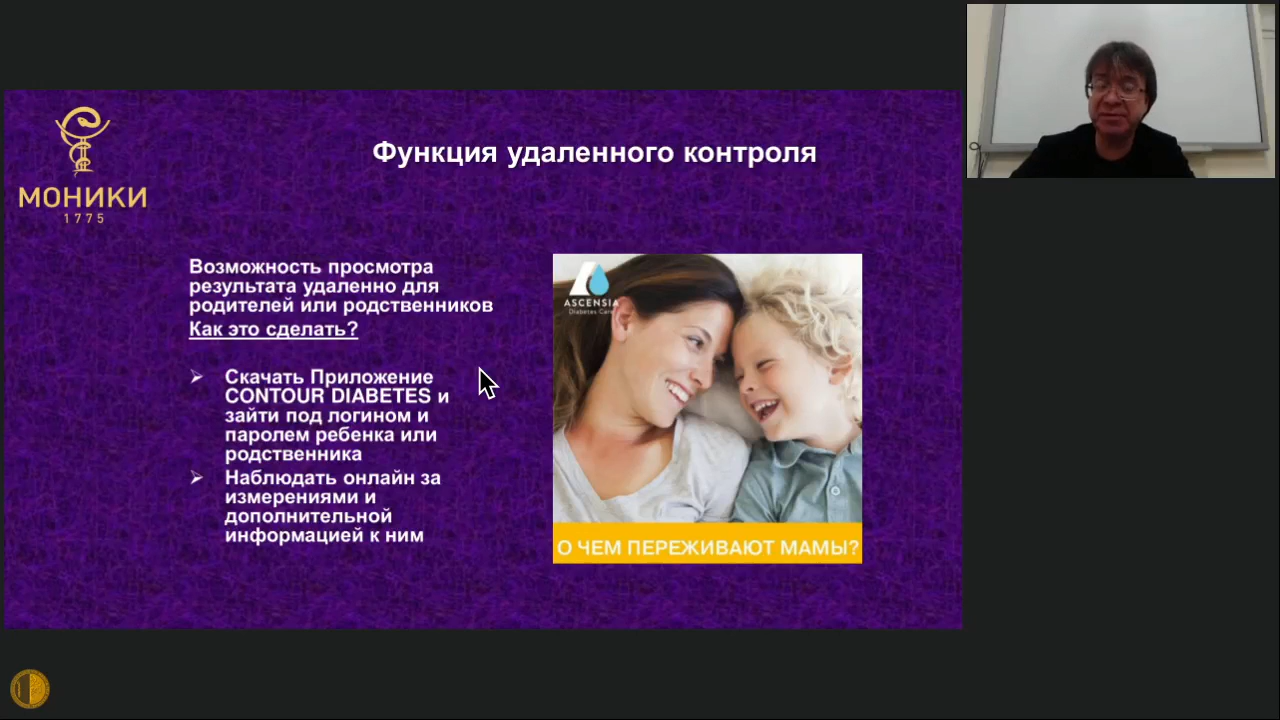 МОНИКИ
1775
Функция удаленного контроля
Возможность просмотра
результата удаленно для
родителей или родственников
Как это сделать?
➢ Скачать Приложение
CONTOUR DIABETES и
зайти под логином и
паролем ребенка или
родственника
➢ Наблюдать онлайн за
измерениями и
дополнительной
информацией к ним
ASCENSIA
Diabetes Care
О ЧЕМ ПЕРЕЖИВАЮТ МАМЫ?